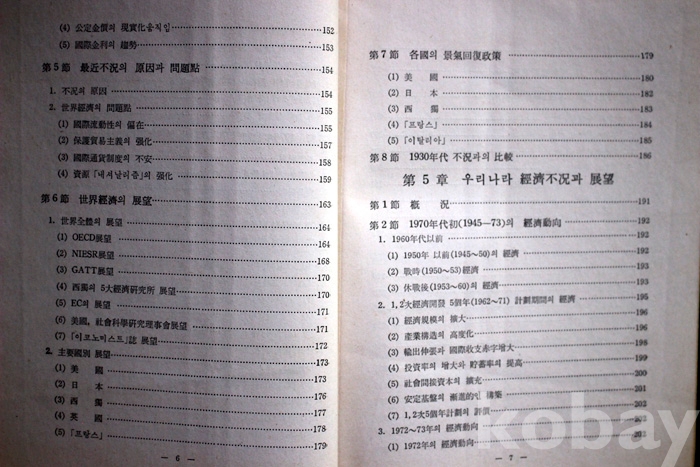 (4) 公定金價의 現實化움직임 152
(5) 國際金利의 趨勢 153
第5節 最近不況의 原因과 問題點 154
1. 不況의 原因 154
2. 世界經濟의 問題點 155
(1) 國際流動性의 偏在 155
(2) 保護貿易主義의 强化 155
(3) 國際通貨制度의 不安 158
(4) 資源「내셔날리즘」의 强化 159
第6節 世界經濟의 展望 163
1. 世界全體의 展望 164
(1) OECD展望 164
(2) NIESR展望 168
(3) GATT展望 170
(4) 西獨의 5大經濟硏究所 展望 170
(5) EC의 展望 170
(6) 美國, 社會科學硏究理事會展望 171
(7) 「이코노미스트」誌 展望 172
2. 主要國別 展望 173
(1) 美國 173
(2) 日本 174
(3) 西獨 176
(4) 英國 178
(5) 「프랑스」 179
— 6 —
第7節 各國의 景氣回復政策 179
(1) 美國 180
(2) 日本 182
(3) 西獨 183
(4) 「프랑스」 184
(5) 「이탈리아」 185
第8節 1930年代 不況과의 比較 186
第5章 우리나라 經濟不況과 展望
第1節 槪況 191
第2節 1970年代初(1945—73)의 經濟動向 192
1. 1960年代以前 192
(1) 1950年 以前(1945~50)의 經濟 192
(2) 戰時(1950~53)經濟 193
(3) 休戰後(1953~60)의 經濟 193
2. 1,2次經濟開發 5個年(1962~71) 計劃期間의 經濟 195
(1) 經濟規模의 擴大 196
(2) 產業構造의 高度化 197
(3) 輸出伸張과 國際收支赤字增大 198
(4) 投資率의 增大와 貯蓄率의 提高 199
(5) 社會間接資本의 擴充 200
(6) 安定基盤의 漸進的인 構築 201
(7) 1,2次5個年計劃의 評價
3. 1972~73年의 經濟動向
(1) 1972年의 經濟動向
— 7 —
kobay